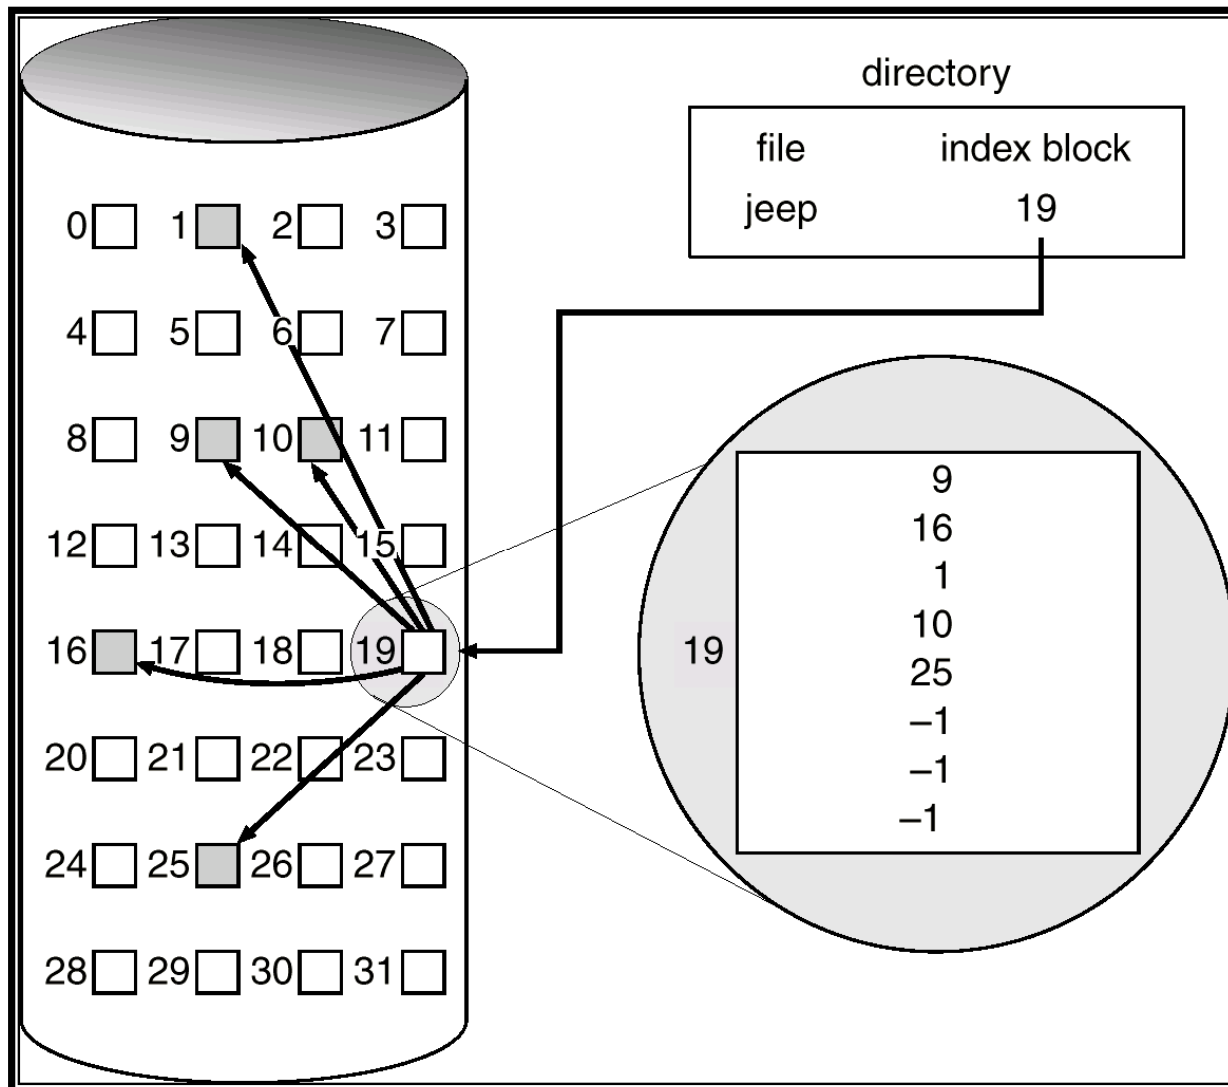 directory
file index block
jeep 19
0 1 2 3
4 5 6 7
8 9 10 11
12 13 14 15
16 17 18 19
20 21 22 23
24 25 26 27
28 29 30 31
19
9
16
1
10
25
–1
–1
–1